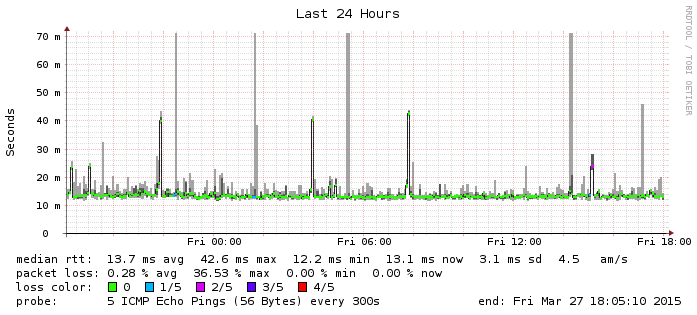 Last 24 Hours
RRDTOOL / TOBI OETIKER
Seconds
70 m
60 m
50 m
40 m
30 m
20 m
10 m
0
Fri 00:00 Fri 06:00 Fri 12:00 Fri 18:00
median rtt: 13.7 ms avg 42.6 ms max 12.2 ms min 13.1 ms now 3.1 ms sd 4.5 am/s
packet loss: 0.28 % avg 36.53 % max 0.00 % min 0.00 % now
loss color: 0 1/5 2/5 3/5 4/5
probe: 5 ICMP Echo Pings (56 Bytes) every 300s end: Fri Mar 27 18:05:10 2015